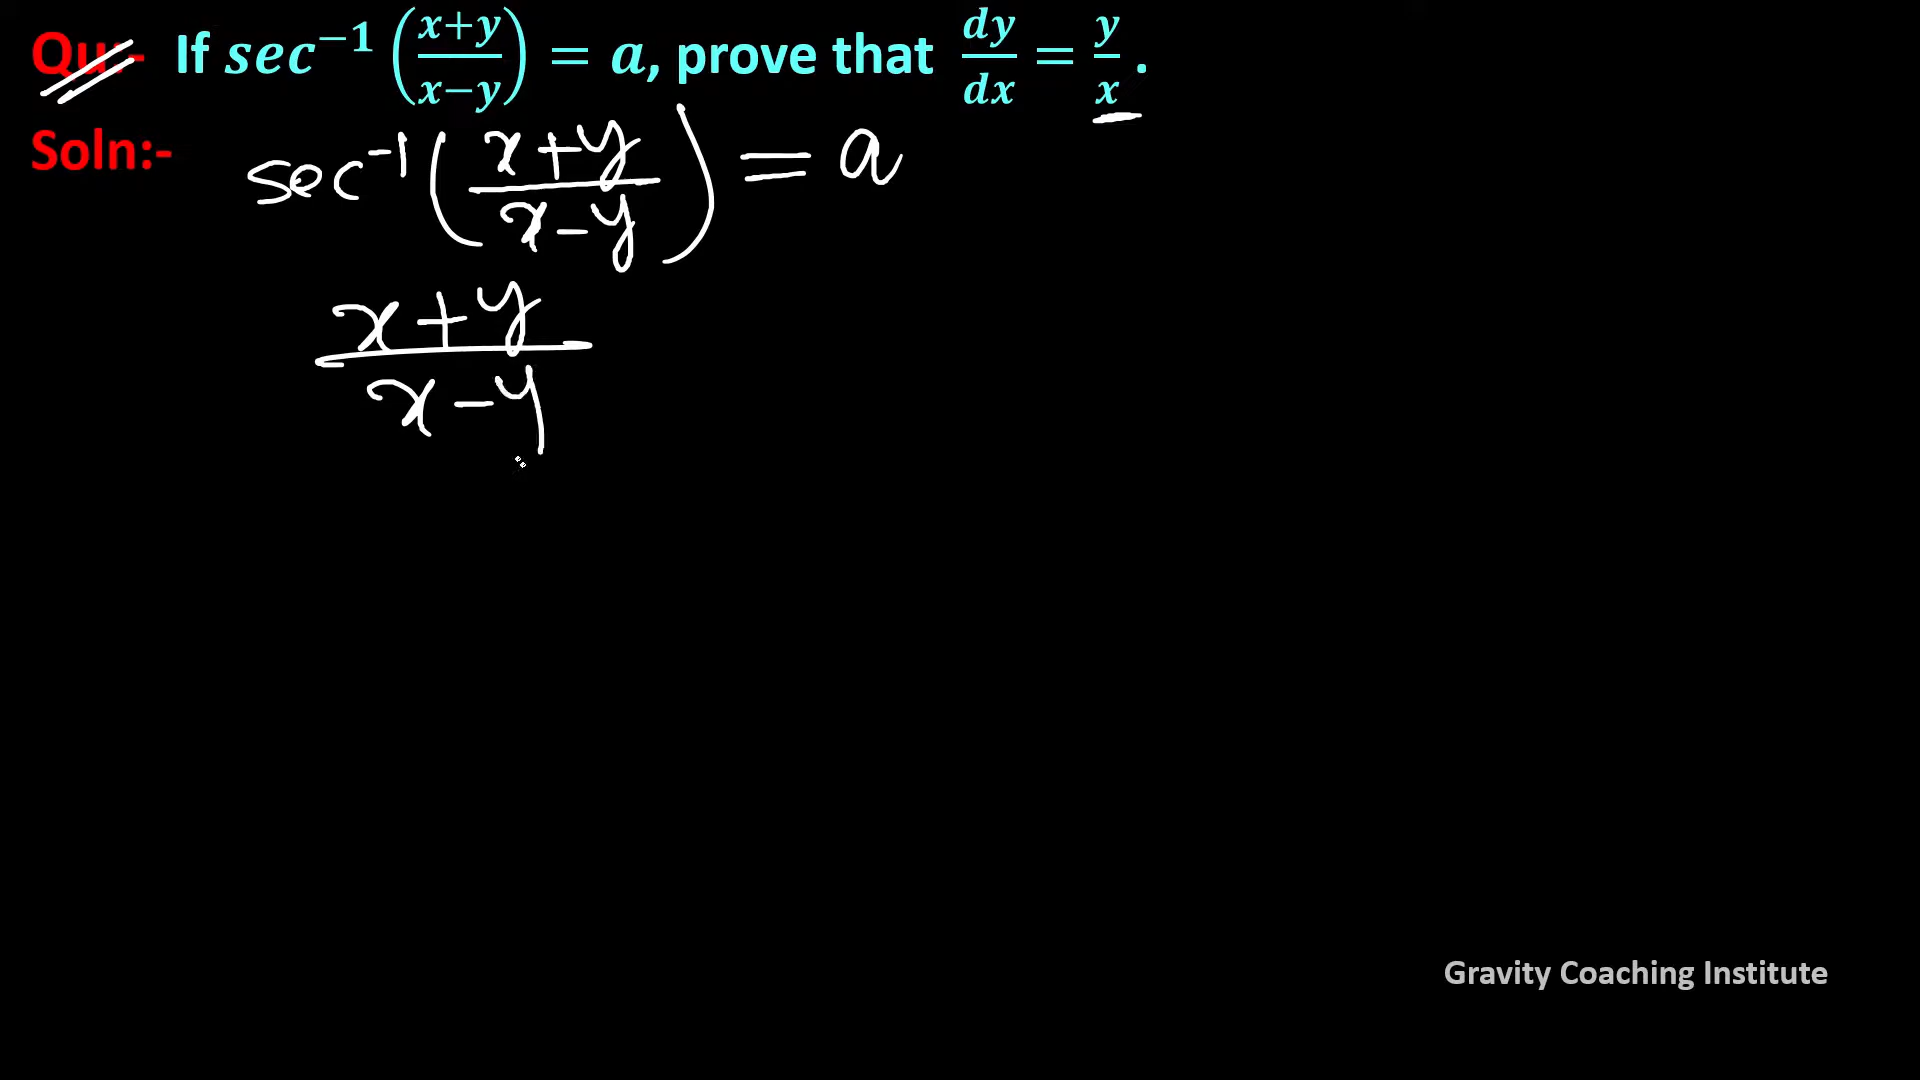 Qu:- If sec⁻¹((x+y)/(x−y)) = a, prove that dy/dx = y/x .
Soln:- sec⁻¹((x+y)/(x−y)) = a
(x+y)/(x−y)
Gravity Coaching Institute